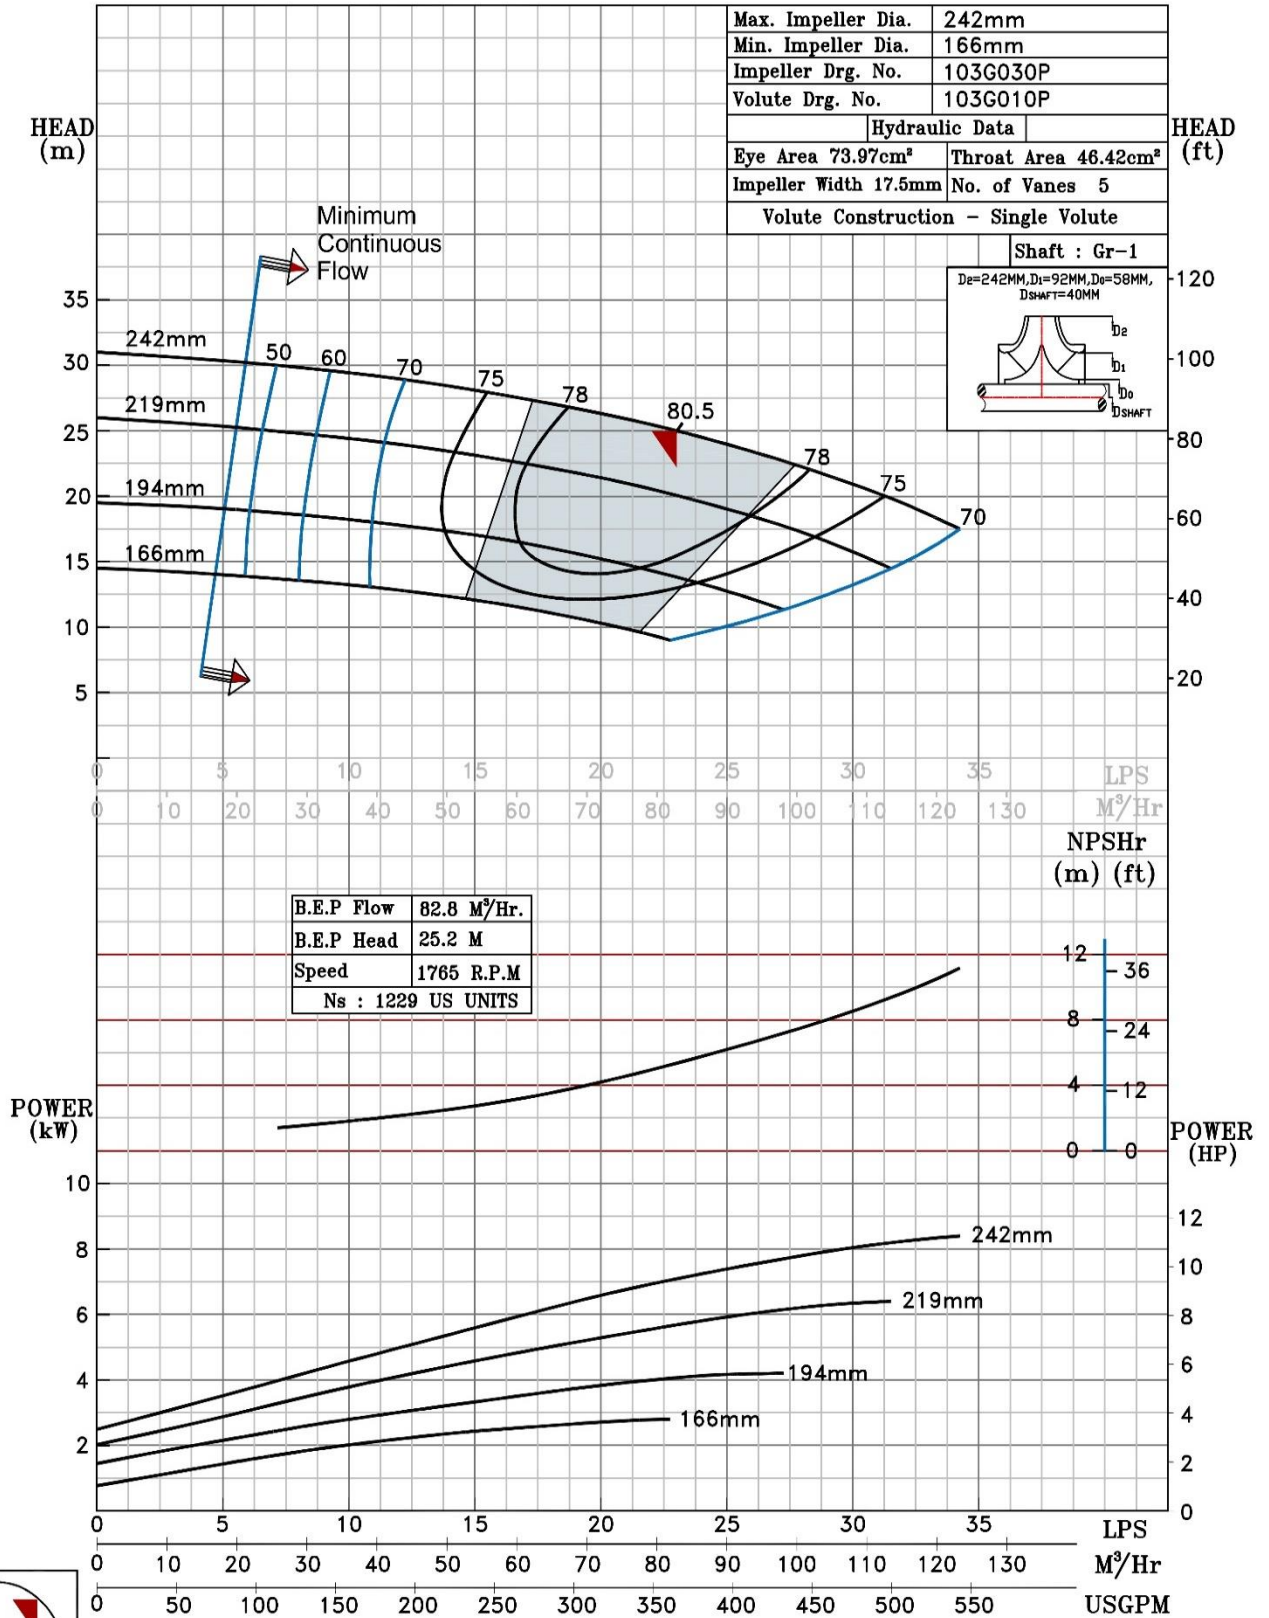 Max. Impeller Dia. 242mm
Min. Impeller Dia. 166mm
Impeller Drg. No. 103G030P
Volute Drg. No. 103G010P
Hydraulic Data
Eye Area 73.97cm² Throat Area 46.42cm²
Impeller Width 17.5mm No. of Vanes 5
Volute Construction - Single Volute
Shaft : Gr-1
D2=242MM,D1=92MM,D0=58MM,
DSHAFT=40MM
D2
D1
D0
DSHAFT
HEAD
(m)
HEAD
(ft)
Minimum
Continuous
Flow
35
30
25
20
15
10
5
120
100
80
60
40
20
242mm
219mm
194mm
166mm
50
60
70
75
78
80.5
78
75
70
0 5 10 15 20 25 30 35 LPS
0 10 20 30 40 50 60 70 80 90 100 110 120 130 M³/Hr
NPSHr
(m) (ft)
12
36
8
24
4
12
0 0
B.E.P Flow 82.8 M³/Hr.
B.E.P Head 25.2 M
Speed 1765 R.P.M
Ns : 1229 US UNITS
POWER
(kW)
POWER
(HP)
10
8
6
4
2
12
10
8
6
4
2
0
242mm
219mm
194mm
166mm
0 5 10 15 20 25 30 35 LPS
0 10 20 30 40 50 60 70 80 90 100 110 120 130 M³/Hr
0 50 100 150 200 250 300 350 400 450 500 550 USGPM